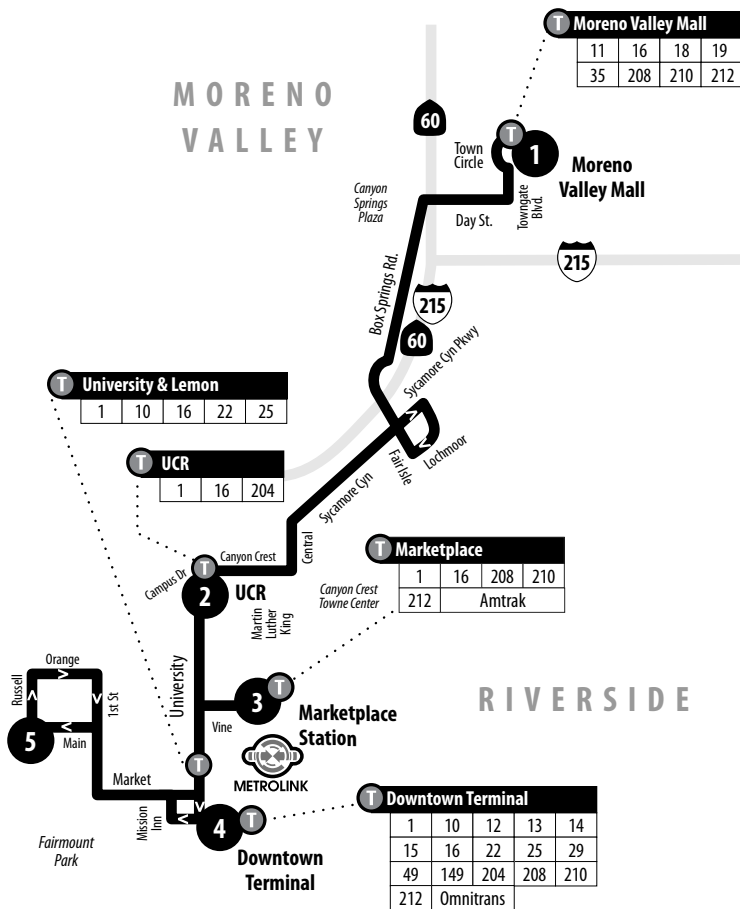 T Moreno Valley Mall
11 16 18 19
35 208 210 212
MORENO
VALLEY
60
T
Town
Circle
1
Moreno
Valley Mall
Canyon
Springs
Plaza
Day St.
Towngate
Blvd.
215
Box Springs Rd.
215
60
Sycamore Cyn Pkwy
T University & Lemon
1 10 16 22 25
Fair Isle
Lochmoor
T UCR
1 16 204
Sycamore Cyn
Central
T Marketplace
1 16 208 210
212 Amtrak
Canyon Crest
Campus Dr
T
2
UCR
Canyon Crest
Towne Center
Martin
Luther
King
RIVERSIDE
Orange
Russell
1st St
University
T
3
Marketplace
Station
Vine
5
Main
METROLINK
T
Market
Mission
Inn
4
T
Downtown
Terminal
Fairmount
Park
T Downtown Terminal
1 10 12 13 14
15 16 22 25 29
49 149 204 208 210
212 Omnitrans